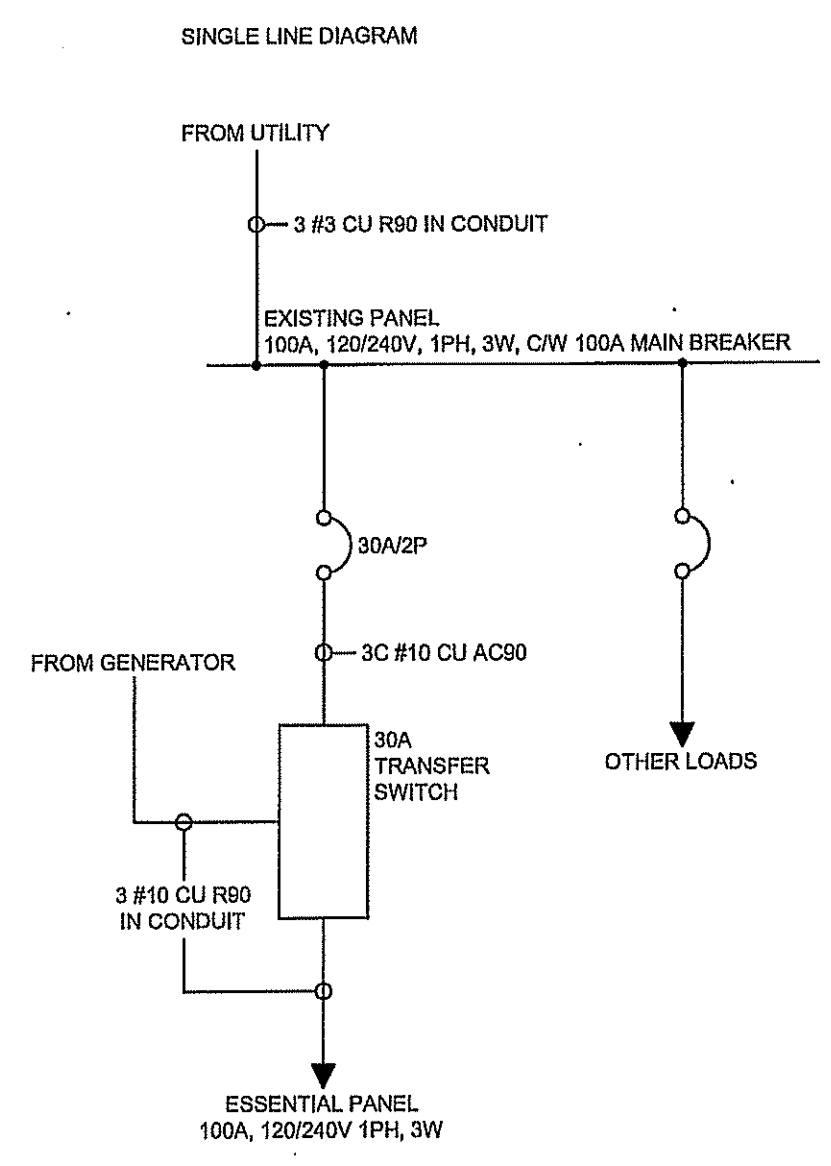 SINGLE LINE DIAGRAM
FROM UTILITY
3 #3 CU R90 IN CONDUIT
EXISTING PANEL
100A, 120/240V, 1PH, 3W, C/W 100A MAIN BREAKER
30A/2P
3C #10 CU AC90
FROM GENERATOR
30A
TRANSFER
SWITCH
OTHER LOADS
3 #10 CU R90
IN CONDUIT
ESSENTIAL PANEL
100A, 120/240V 1PH, 3W